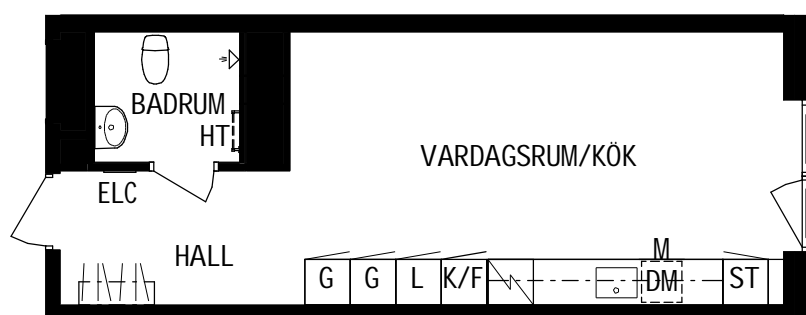 BADRUM
HT
VARDAGSRUM/KÖK
ELC
HALL
M
G G L K/F DM ST